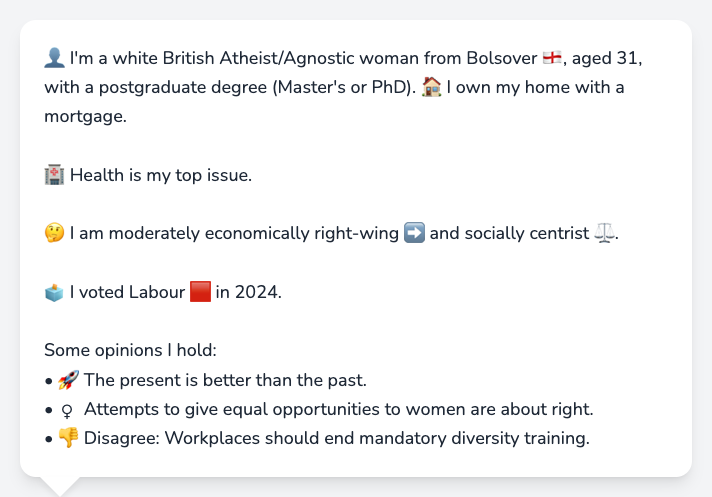 👤 I'm a white British Atheist/Agnostic woman from Bolsover 🏴󠁧󠁢󠁥󠁮󠁧󠁿, aged 31,
with a postgraduate degree (Master's or PhD). 🏠 I own my home with a
mortgage.
🏥 Health is my top issue.
🤔 I am moderately economically right-wing ➡️ and socially centrist ⚖️.
🗳️ I voted Labour 🟥 in 2024.
Some opinions I hold:
• 🚀 The present is better than the past.
• ♀ Attempts to give equal opportunities to women are about right.
• 👎 Disagree: Workplaces should end mandatory diversity training.